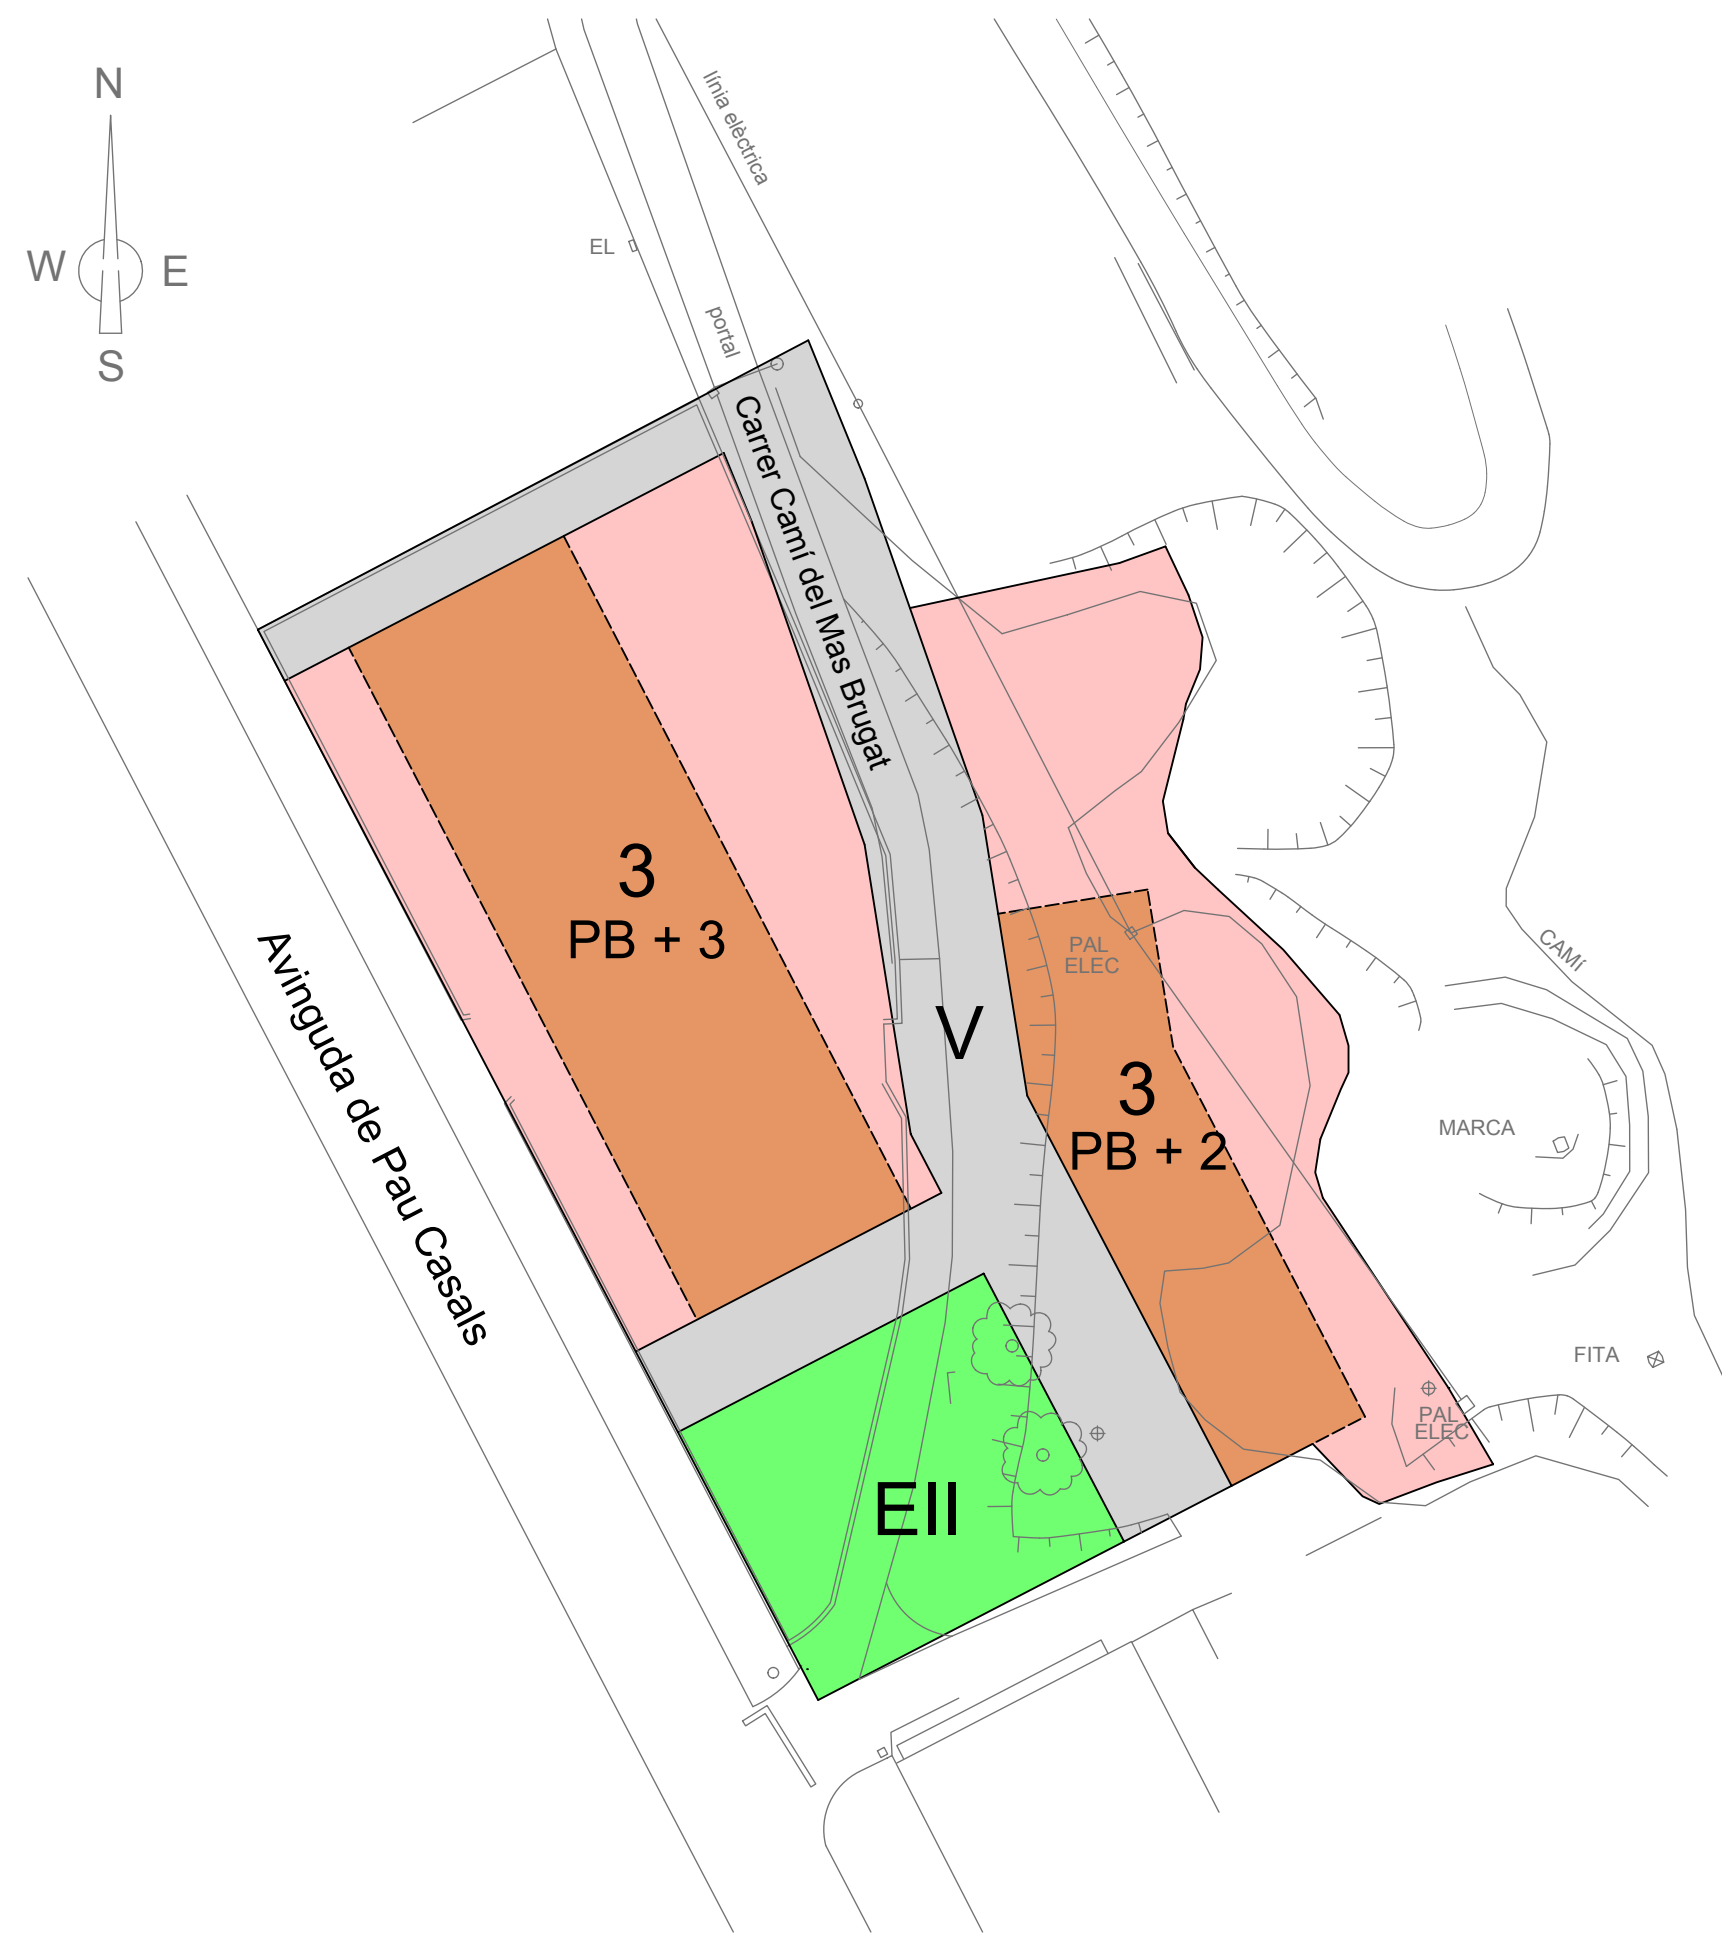 N
W
E
S
línia elèctrica
EL
portal
Carrer Camí del Mas Brugat
3
PB + 3
Avinguda de Pau Casals
V
PAL
ELEC
3
PB + 2
CAMÍ
MARCA
FITA
PAL
ELEC
EII